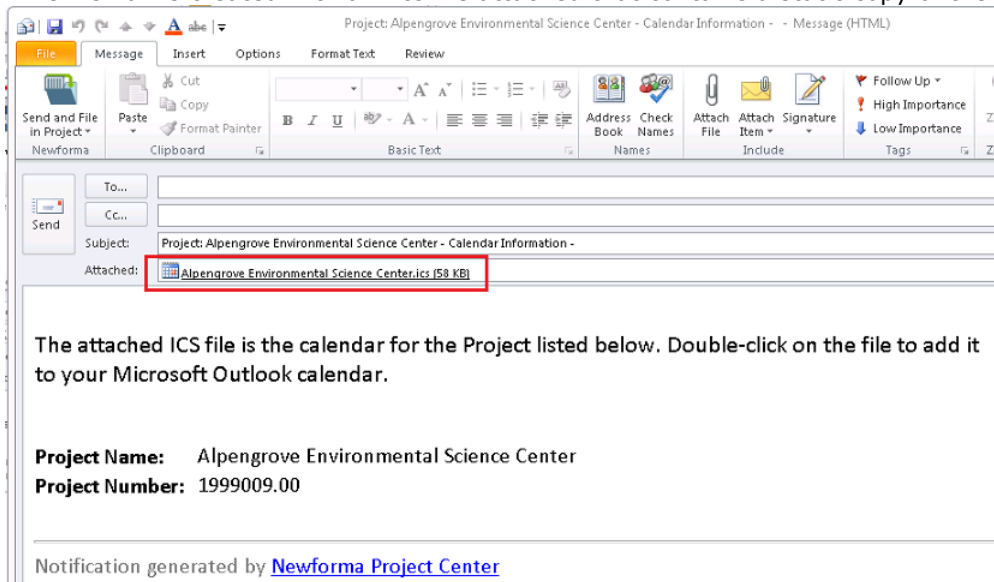 Project: Alpengrove Environmental Science Center - Calendar Information - - Message (HTML)
File Message Insert Options Format Text Review
Send and File in Project
Paste
Cut
Copy
Format Painter
Address Book
Check Names
Attach File
Attach Item
Signature
Follow Up
High Importance
Low Importance
Newforma Clipboard Basic Text Names Include Tags Z
To...
Cc...
Send
Subject: Project: Alpengrove Environmental Science Center - Calendar Information -
Attached: Alpengrove Environmental Science Center.ics (58 KB)
The attached ICS file is the calendar for the Project listed below. Double-click on the file to add it
to your Microsoft Outlook calendar.
Project Name: Alpengrove Environmental Science Center
Project Number: 1999009.00
Notification generated by Newforma Project Center